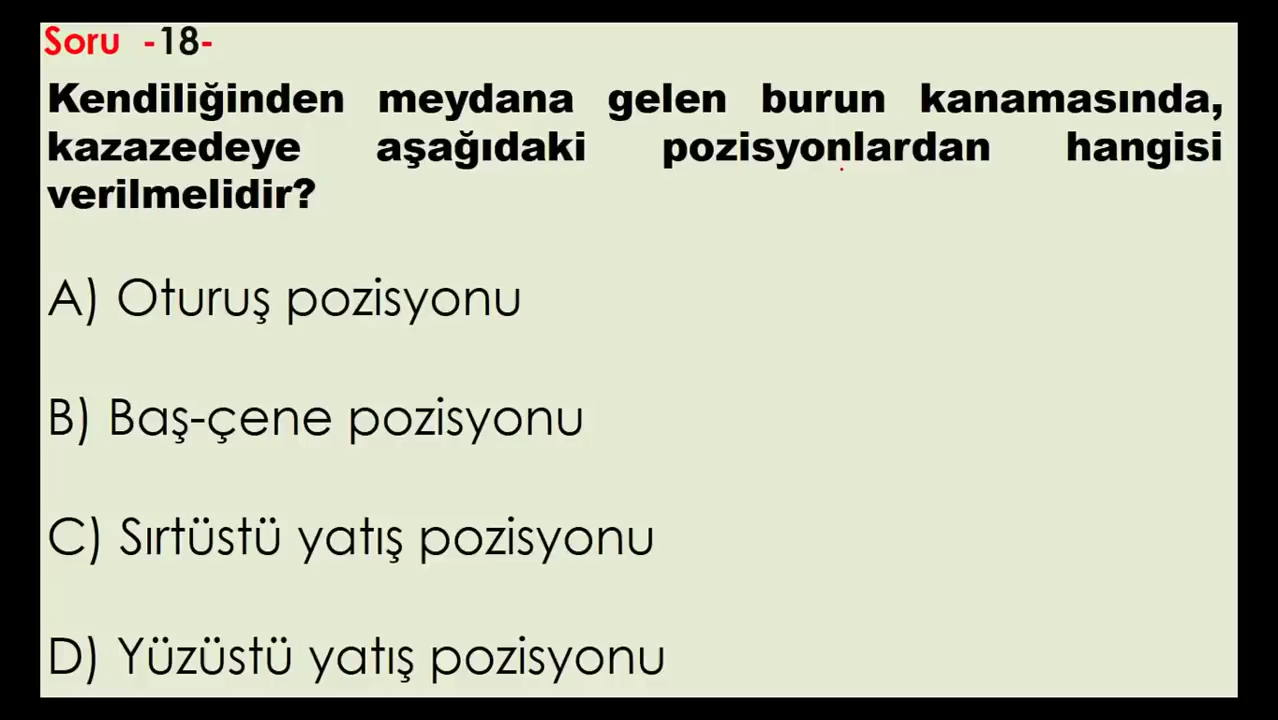 Soru -18-
Kendiliğinden meydana gelen burun kanamasında,
kazazedeye aşağıdaki pozisyonlardan hangisi
verilmelidir?
A) Oturuş pozisyonu
B) Baş-çene pozisyonu
C) Sırtüstü yatış pozisyonu
D) Yüzüstü yatış pozisyonu